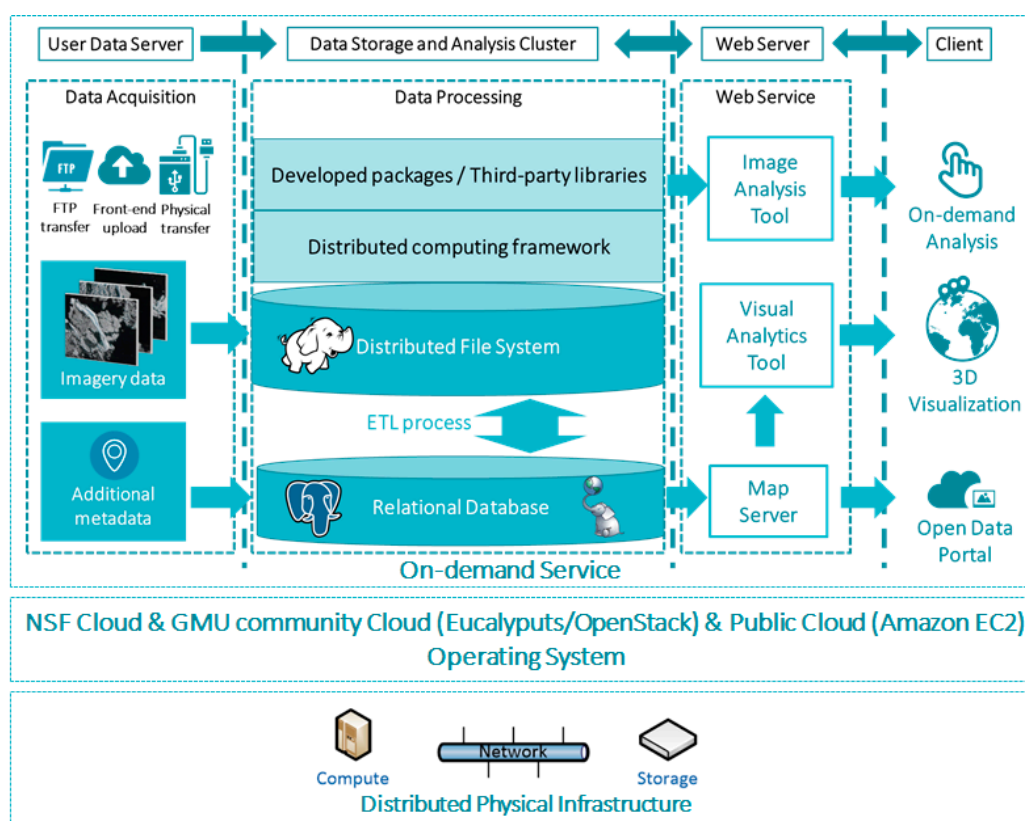 User Data Server
Data Storage and Analysis Cluster
Web Server
Client
Data Acquisition
Data Processing
Web Service
FTP
FTP
transfer
Front-end
upload
Physical
transfer
Developed packages / Third-party libraries
Image
Analysis
Tool
On-demand
Analysis
Distributed computing framework
Imagery data
Distributed File System
Visual
Analytics
Tool
3D
Visualization
ETL process
Additional
metadata
Relational Database
Map
Server
Open Data
Portal
On-demand Service
NSF Cloud & GMU community Cloud (Eucalyputs/OpenStack) & Public Cloud (Amazon EC2)
Operating System
Compute
Network
Storage
Distributed Physical Infrastructure